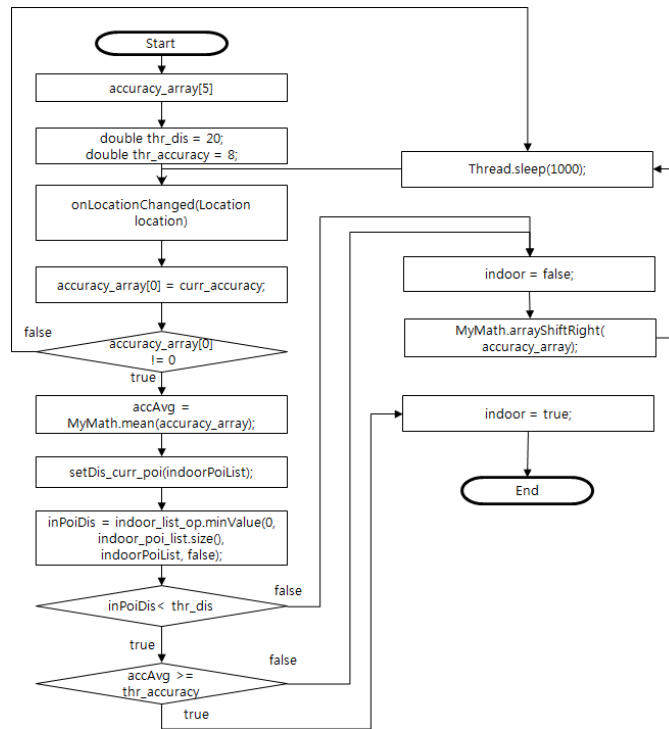 Start
accuracy_array[5]
double thr_dis = 20;
double thr_accuracy = 8;
Thread.sleep(1000);
onLocationChanged(Location
location)
accuracy_array[0] = curr_accuracy;
indoor = false;
false
accuracy_array[0]
!= 0
MyMath.arrayShiftRight(
accuracy_array);
true
accAvg =
MyMath.mean(accuracy_array);
indoor = true;
setDis_curr_poi(indoorPoiList);
End
inPoiDis = indoor_list_op.minValue(0,
indoor_poi_list.size(),
indoorPoiList, false);
false
inPoiDis< thr_dis
true
false
accAvg >=
thr_accuracy
true